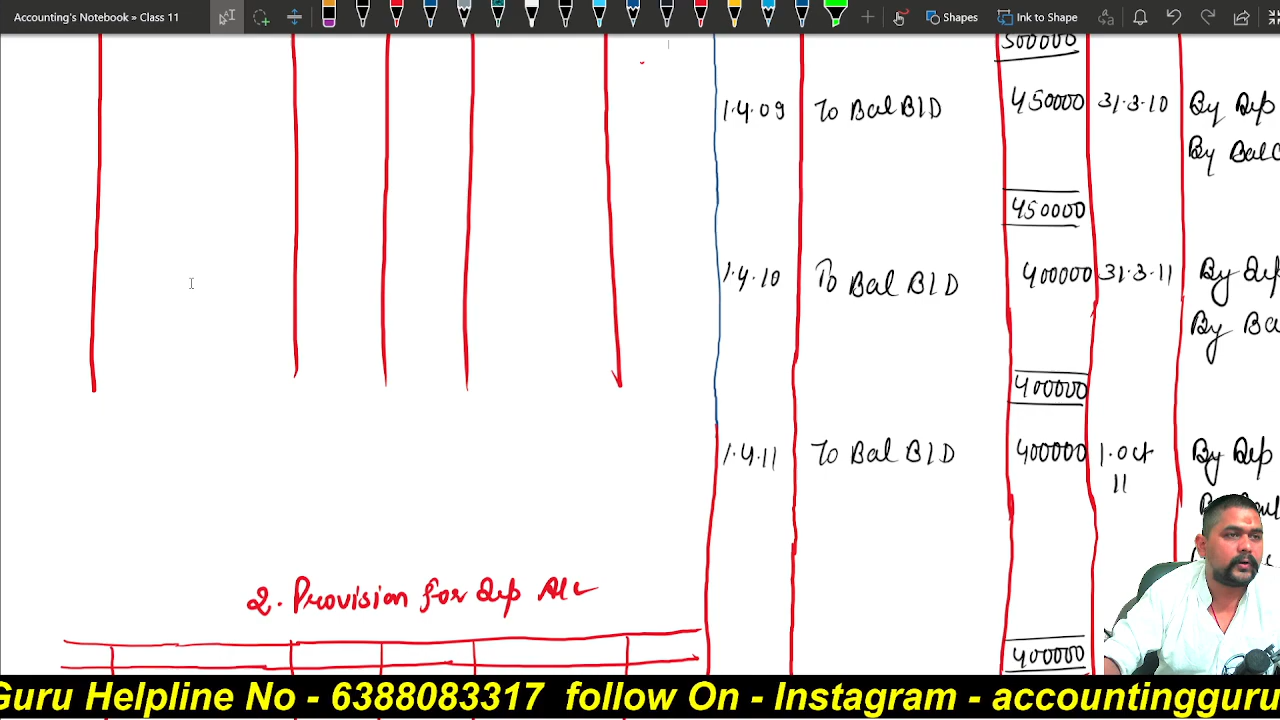 Accounting's Notebook » Class 11
Shapes
Ink to Shape
500000
1.4.09 To Bal B/D 450000 31.3.10 By Dep
By Bal C
450000
1.4.10 To Bal B/D 400000 31.3.11 By Dep
By Ba
400000
1.4.11 To Bal B/D 400000 1.Oct By Dep
11
2. Provision for Dep A/c
400000
Guru Helpline No - 6388083317 follow On - Instagram - accountingguru